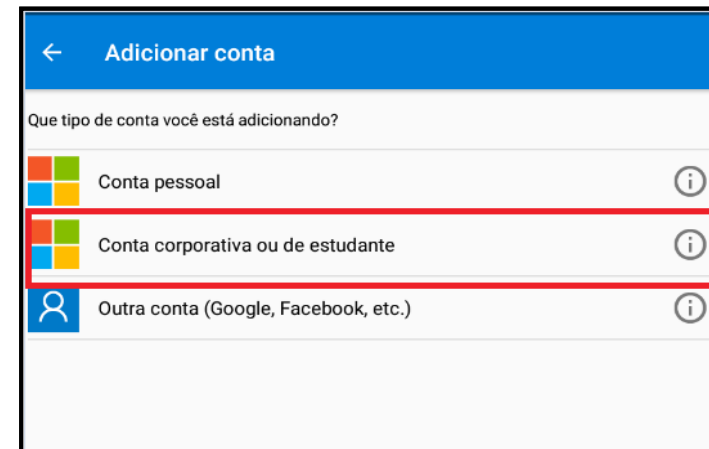 Adicionar conta
Que tipo de conta você está adicionando?
Conta pessoal
Conta corporativa ou de estudante
Outra conta (Google, Facebook, etc.)